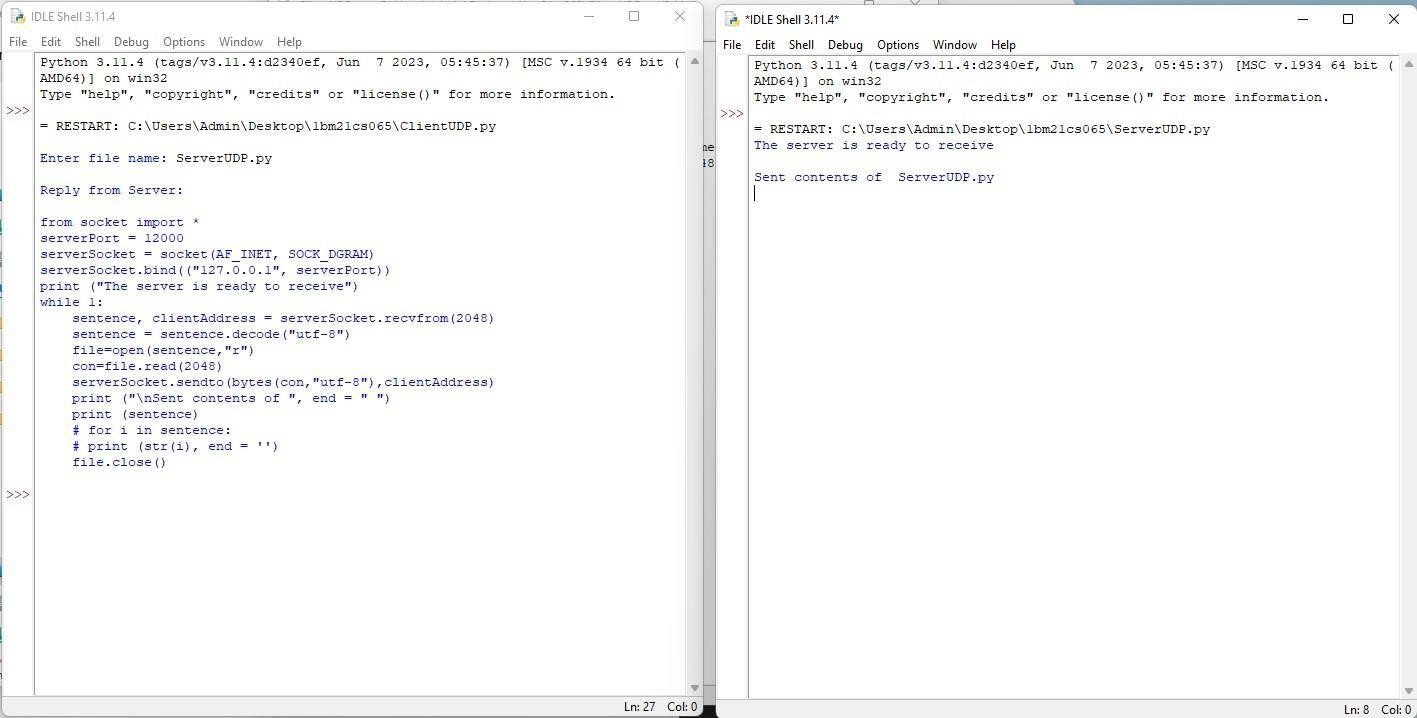 IDLE Shell 3.11.4
File Edit Shell Debug Options Window Help
Python 3.11.4 (tags/v3.11.4:d2340ef, Jun  7 2023, 05:45:37) [MSC v.1934 64 bit (
AMD64)] on win32
Type "help", "copyright", "credits" or "license()" for more information.
>>>
= RESTART: C:\Users\Admin\Desktop\1bm21cs065\ClientUDP.py
Enter file name: ServerUDP.py
Reply from Server:
from socket import *
serverPort = 12000
serverSocket = socket(AF_INET, SOCK_DGRAM)
serverSocket.bind(("127.0.0.1", serverPort))
print ("The server is ready to receive")
while 1:
    sentence, clientAddress = serverSocket.recvfrom(2048)
    sentence = sentence.decode("utf-8")
    file=open(sentence,"r")
    con=file.read(2048)
    serverSocket.sendto(bytes(con,"utf-8"),clientAddress)
    print ("\nSent contents of ", end = " ")
    print (sentence)
    # for i in sentence:
    # print (str(i), end = '')
    file.close()
>>>
Ln: 27 Col: 0
*IDLE Shell 3.11.4*
File Edit Shell Debug Options Window Help
Python 3.11.4 (tags/v3.11.4:d2340ef, Jun  7 2023, 05:45:37) [MSC v.1934 64 bit (
AMD64)] on win32
Type "help", "copyright", "credits" or "license()" for more information.
>>>
= RESTART: C:\Users\Admin\Desktop\1bm21cs065\ServerUDP.py
The server is ready to receive
Sent contents of  ServerUDP.py
Ln: 8 Col: 0